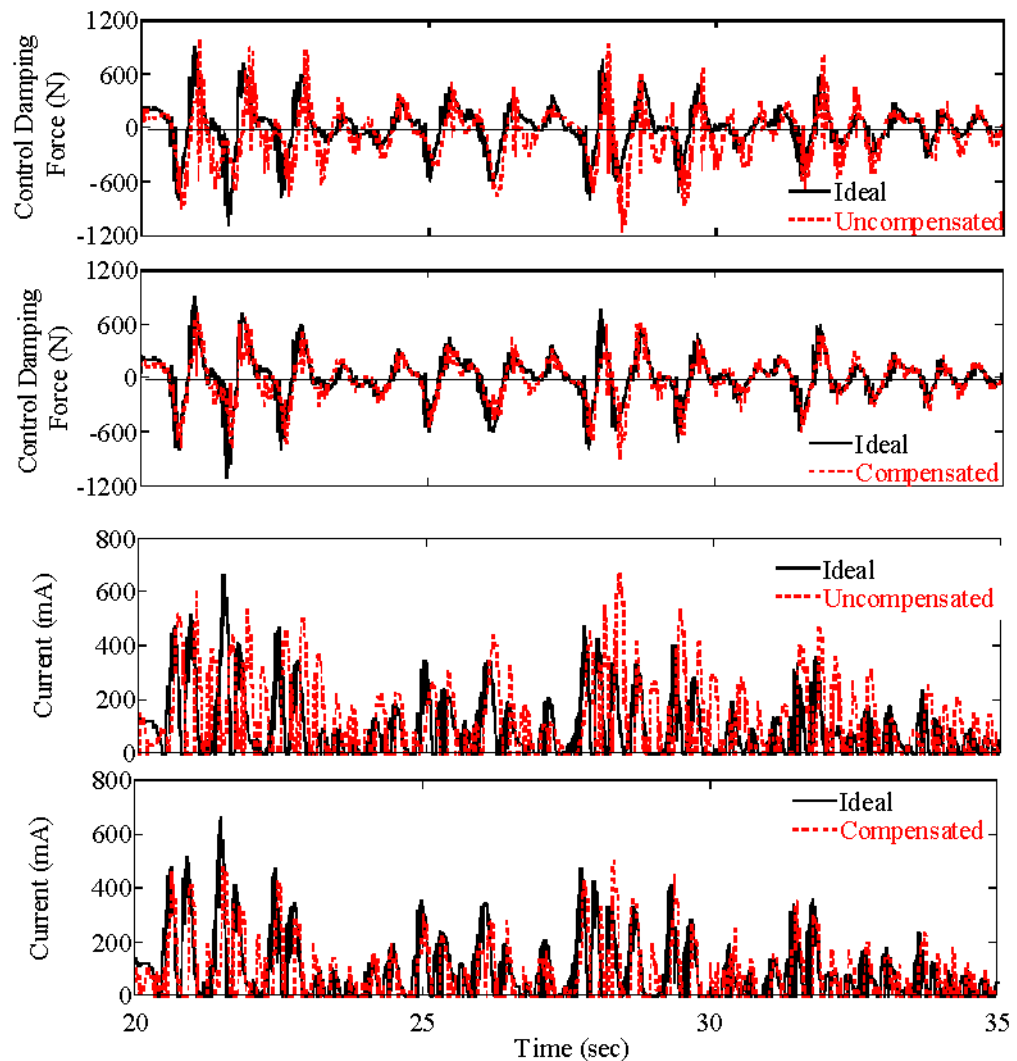 1200
600
0
-600
-1200
Control Damping
Force (N)
Ideal
Uncompensated
1200
600
0
-600
-1200
Control Damping
Force (N)
Ideal
Compensated
800
600
400
200
0
Current (mA)
Ideal
Uncompensated
800
600
400
200
0
Current (mA)
Ideal
Compensated
20
25
30
35
Time (sec)